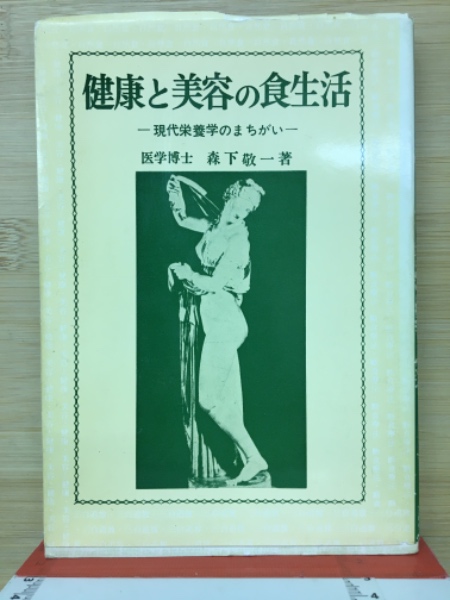 健康と美容の食生活
―現代栄養学のまちがい―
医学博士 森下敬一著